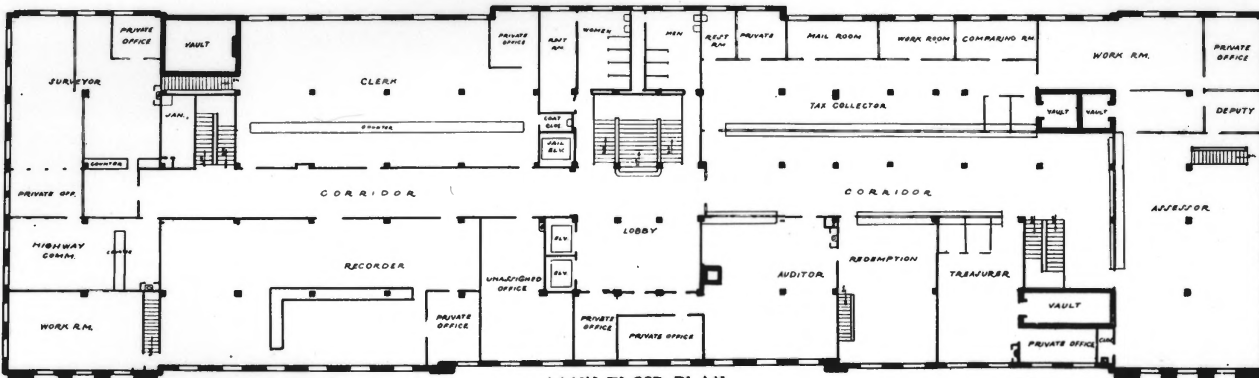 PRIVATE
OFFICE
VAULT
SURVEYOR
JAN.
COUNTER
PRIVATE OFF.
HIGHWAY
COMM.
WORK RM.
CLERK
COUNTER
PRIVATE
OFFICE
REST
RM.
WOMEN
MEN
COAT
CLOS
JAIL
ELV.
REST
RM
PRIVATE
MAIL ROOM
WORK ROOM
COMPARING RM.
WORK RM.
PRIVATE
OFFICE
TAX COLLECTOR
VAULT
VAULT
DEPUTY
CORRIDOR
CORRIDOR
ASSESSOR
LOBBY
ELV.
ELV.
RECORDER
UNASSIGNED
OFFICE
PRIVATE
OFFICE
PRIVATE
OFFICE
PRIVATE OFFICE
AUDITOR
REDEMPTION
TREASURER
VAULT
PRIVATE OFFICE